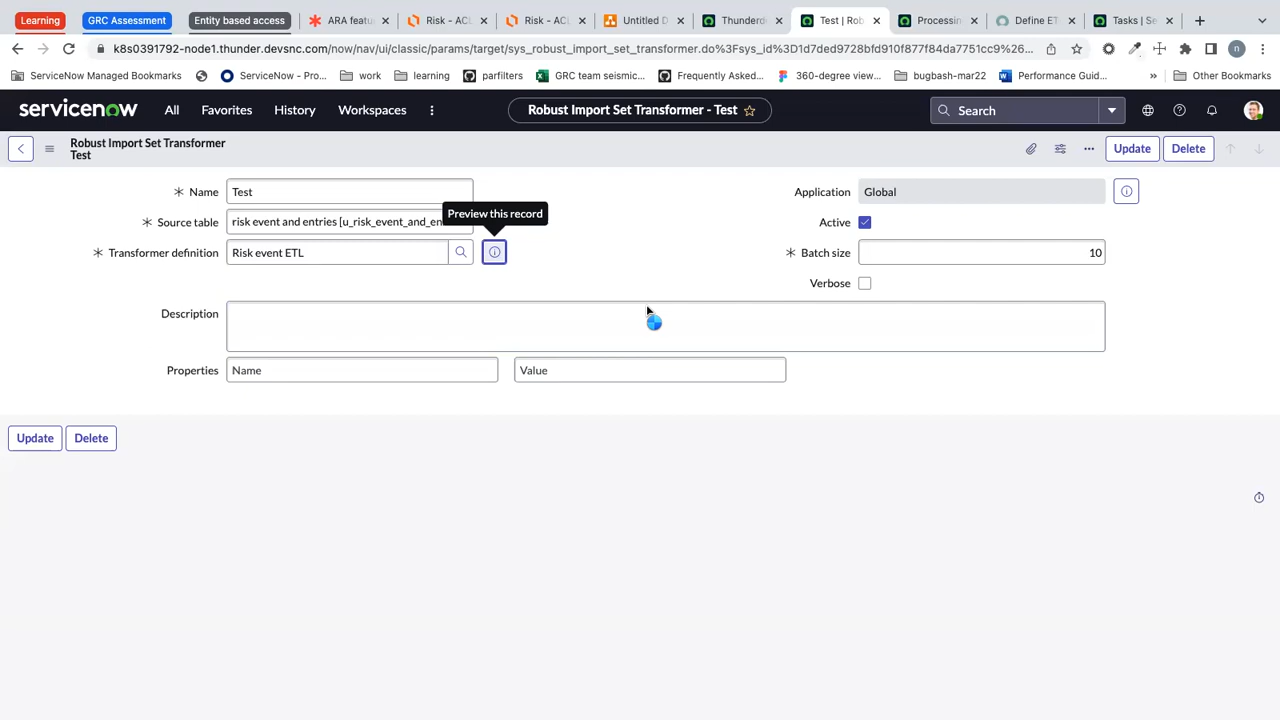 Learning
GRC Assessment
Entity based access
ARA featu
Risk - ACL
Risk - ACL
Untitled D
Thunderd
Test | Rob
Processin
Define ET
Tasks | Se
k8s0391792-node1.thunder.devsnc.com/now/nav/ui/classic/params/target/sys_robust_import_set_transformer.do%3Fsys_id%3D1d7ded9728bfd910f877f84da7751cc9%26...
n
ServiceNow Managed Bookmarks
ServiceNow - Pro...
work
learning
parfilters
GRC team seismic...
Frequently Asked...
360-degree view...
bugbash-mar22
Performance Guid...
»
Other Bookmarks
servicenow
All
Favorites
History
Workspaces
Robust Import Set Transformer - Test
Search
Robust Import Set Transformer
Test
Update
Delete
Name
Test
Application
Global
Preview this record
Source table
risk event and entries [u_risk_event_and_en
Active
Transformer definition
Risk event ETL
Batch size
10
Verbose
Description
Properties
Name
Value
Update
Delete